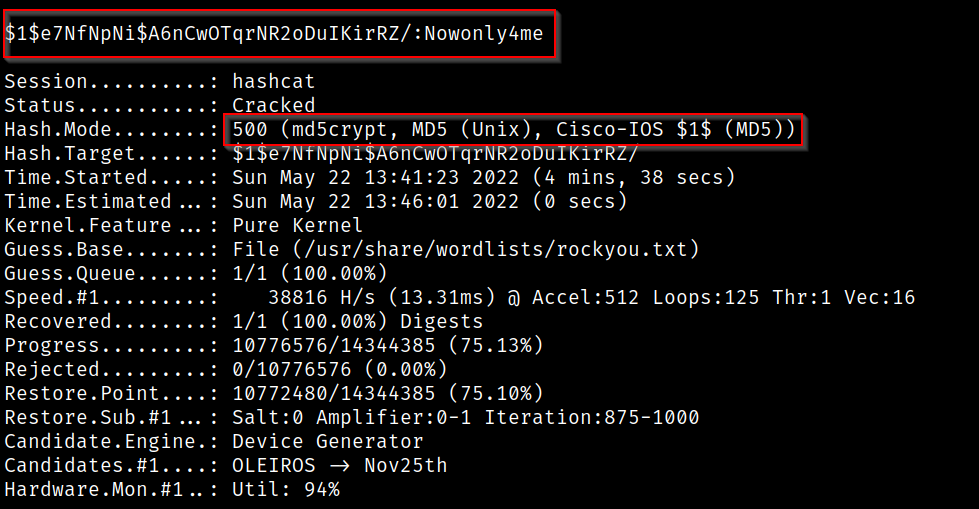 $1$e7NfNpNi$A6nCwOTqrNR2oDuIKirRZ/:Nowonly4me
Session..........: hashcat
Status...........: Cracked
Hash.Mode........: 500 (md5crypt, MD5 (Unix), Cisco-IOS $1$ (MD5))
Hash.Target......: $1$e7NfNpNi$A6nCwOTqrNR2oDuIKirRZ/
Time.Started.....: Sun May 22 13:41:23 2022 (4 mins, 38 secs)
Time.Estimated...: Sun May 22 13:46:01 2022 (0 secs)
Kernel.Feature...: Pure Kernel
Guess.Base.......: File (/usr/share/wordlists/rockyou.txt)
Guess.Queue......: 1/1 (100.00%)
Speed.#1.........:    38816 H/s (13.31ms) @ Accel:512 Loops:125 Thr:1 Vec:16
Recovered........: 1/1 (100.00%) Digests
Progress.........: 10776576/14344385 (75.13%)
Rejected.........: 0/10776576 (0.00%)
Restore.Point....: 10772480/14344385 (75.10%)
Restore.Sub.#1...: Salt:0 Amplifier:0-1 Iteration:875-1000
Candidate.Engine.: Device Generator
Candidates.#1....: OLEIROS -> Nov25th
Hardware.Mon.#1..: Util: 94%